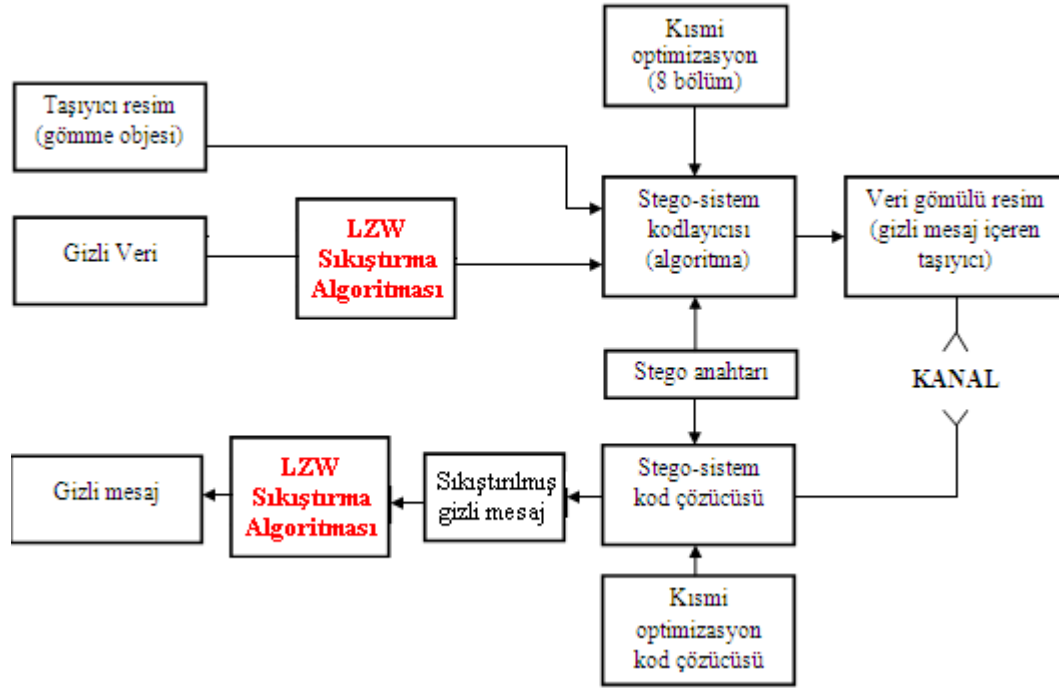 Kısmi
optimizasyon
(8 bölüm)
Taşıyıcı resim
(gömme objesi)
Gizli Veri
LZW
Sıkıştırma
Algoritması
Stego-sistem
kodlayıcısı
(algoritma)
Veri gömülü resim
(gizli mesaj içeren
taşıyıcı)
Stego anahtarı
KANAL
Gizli mesaj
LZW
Sıkıştırma
Algoritması
Sıkıştırılmış
gizli mesaj
Stego-sistem
kod çözücüsü
Kısmi
optimizasyon
kod çözücüsü